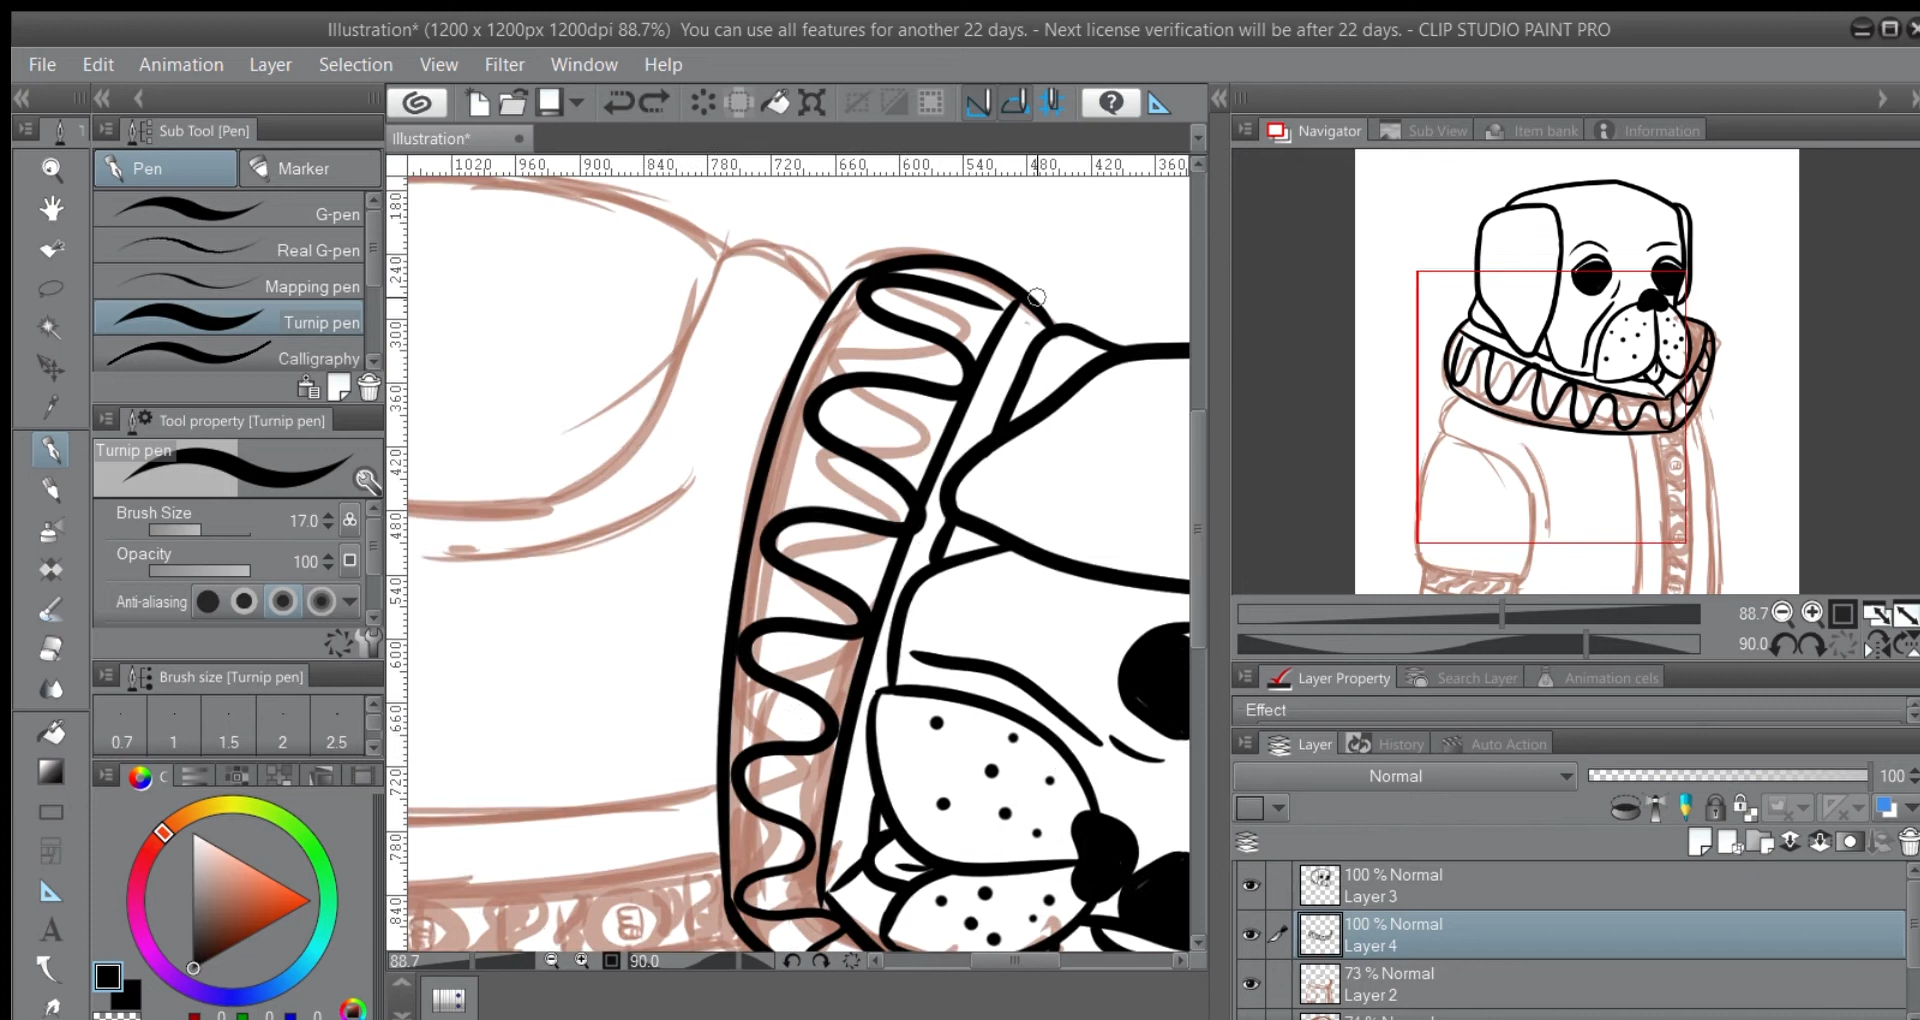 Illustration* (1200 x 1200px 1200dpi 88.7%) You can use all features for another 22 days. - Next license verification will be after 22 days. - CLIP STUDIO PAINT PRO
File Edit Animation Layer Selection View Filter Window Help
Sub Tool [Pen]
Illustration*
Navigator Sub View Item bank Information
Pen Marker
1020 960 900 840 780 720 660 600 540 480 420 360
G-pen
Real G-pen
Mapping pen
Turnip pen
Calligraphy
180
240
300
360
420
480
540
600
660
720
780
840
Tool property [Turnip pen]
Turnip pen
Brush Size 17.0
Opacity 100
Anti-aliasing
88.7
90.0
Brush size [Turnip pen]
Layer Property Search Layer Animation cels
Effect
0.7 1 1.5 2 2.5
Layer History Auto Action
C
Normal 100
100 % Normal
Layer 3
100 % Normal
Layer 4
73 % Normal
Layer 2
88.7 90.0
A
0 0 0